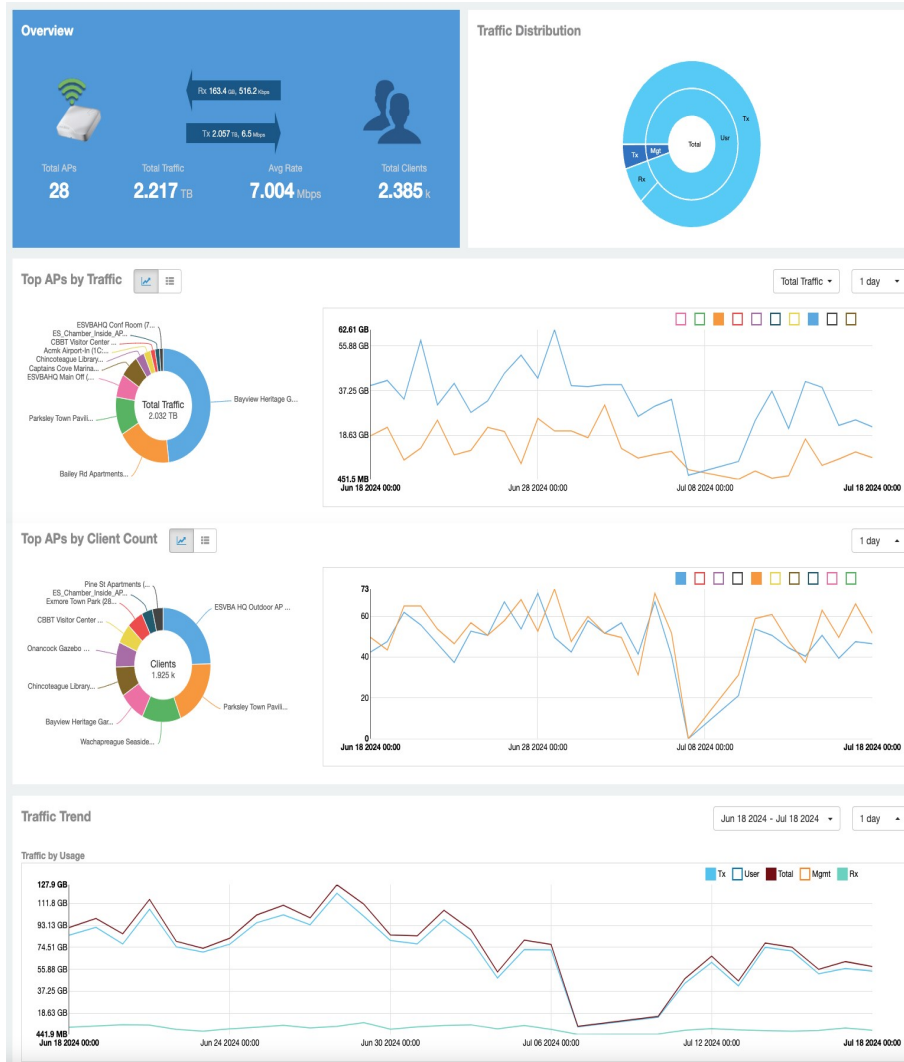 Overview
Rx 163.4 GB, 516.2 Kbps
Tx 2.057 TB, 6.5 Mbps
Total APs
28
Total Traffic
2.217 TB
Avg Rate
7.004 Mbps
Total Clients
2.385 k
Traffic Distribution
Tx
Usr
Total
Tx
Mgt
Rx
Top APs by Traffic
Total Traffic
1 day
ESVBAHQ Conf Room (7...
ES_Chamber_Inside_AP...
CBBT Visitor Center ...
Acmk Airport-In (1C:...
Chincoteague Library...
Captains Cove Marina...
ESVBAHQ Main Off (...
Parksley Town Pavili...
Bailey Rd Apartments...
Bayview Heritage G...
Total Traffic
2.032 TB
62.61 GB
55.88 GB
37.25 GB
18.63 GB
451.5 MB
Jun 18 2024 00:00
Jun 28 2024 00:00
Jul 08 2024 00:00
Jul 18 2024 00:00
Top APs by Client Count
1 day
Pine St Apartments (...
ES_Chamber_Inside_AP...
Exmore Town Park (28...
CBBT Visitor Center ...
Onancock Gazebo ...
Chincoteague Library...
Bayview Heritage Gar...
Wachapreague Seaside...
ESVBA HQ Outdoor AP ...
Parksley Town Pavili...
Clients
1.925 k
73
60
40
20
0
Jun 18 2024 00:00
Jun 28 2024 00:00
Jul 08 2024 00:00
Jul 18 2024 00:00
Traffic Trend
Jun 18 2024 - Jul 18 2024
1 day
Traffic by Usage
Tx User Total Mgmt Rx
127.9 GB
111.8 GB
93.13 GB
74.51 GB
55.88 GB
37.25 GB
18.63 GB
441.9 MB
Jun 18 2024 00:00
Jun 24 2024 00:00
Jun 30 2024 00:00
Jul 06 2024 00:00
Jul 12 2024 00:00
Jul 18 2024 00:00